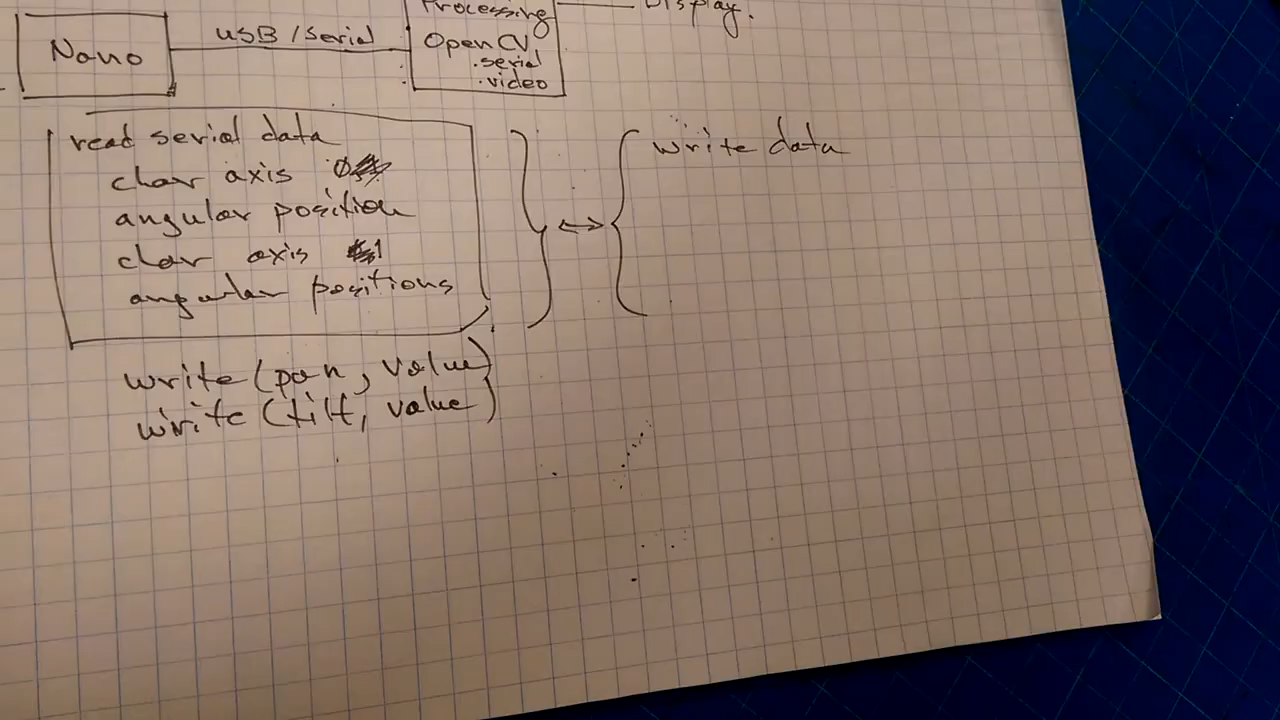 Processing
Display.
Nano
USB/Serial
OpenCV
.serial
.video
read serial data
char axis 0
angular position
char axis 1
angular positions
write data
write(pan, value)
write(tilt, value)